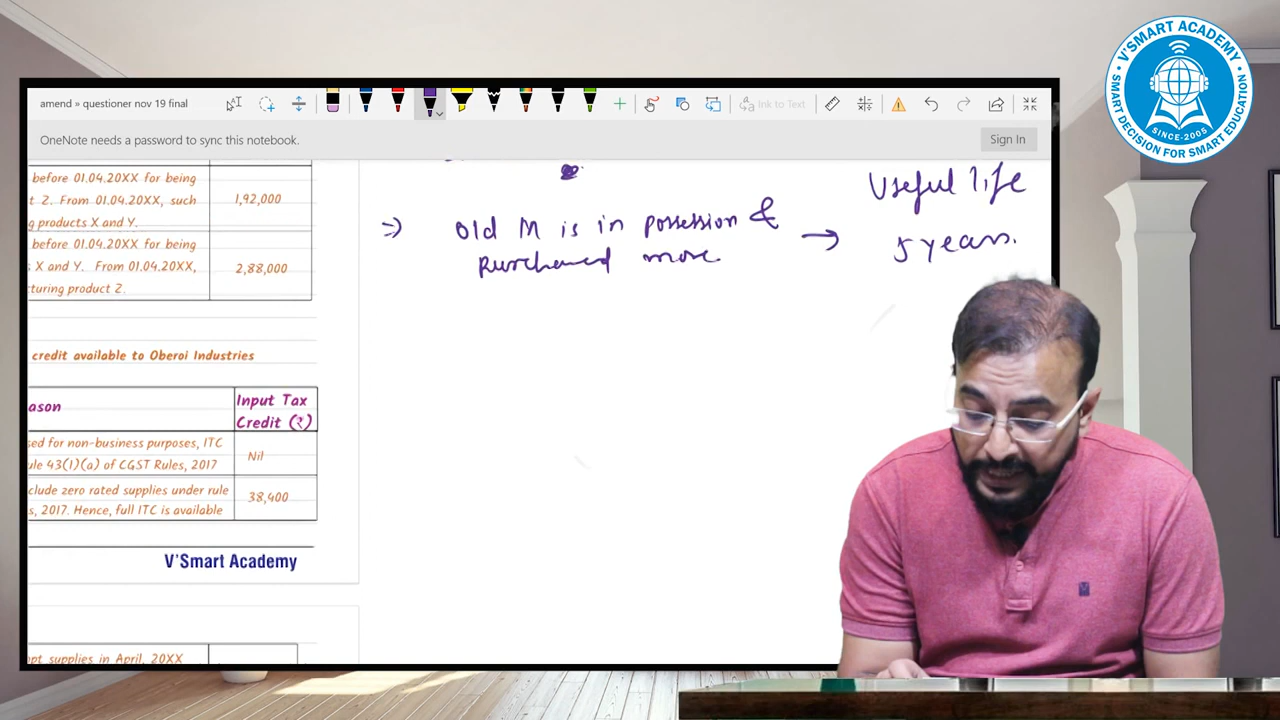 V'SMART ACADEMY
SMART DECISION FOR SMART EDUCATION
SINCE-2005
amend » questioner nov 19 final
Ink to Text
OneNote needs a password to sync this notebook.
Sign In
before 01.04.20XX for being
t Z. From 01.04.20XX, such
g products X and Y.
1,92,000
before 01.04.20XX for being
s X and Y. From 01.04.20XX,
turing product Z.
2,88,000
⇒ Old M is in possession &
purchased more
→
Useful life
5 years.
credit available to Oberoi Industries
ason
Input Tax
Credit (₹)
sed for non-business purposes, ITC
ule 43(1)(a) of CGST Rules, 2017
Nil
clude zero rated supplies under rule
s, 2017. Hence, full ITC is available
38,400
V'Smart Academy
pt supplies in April, 20XX